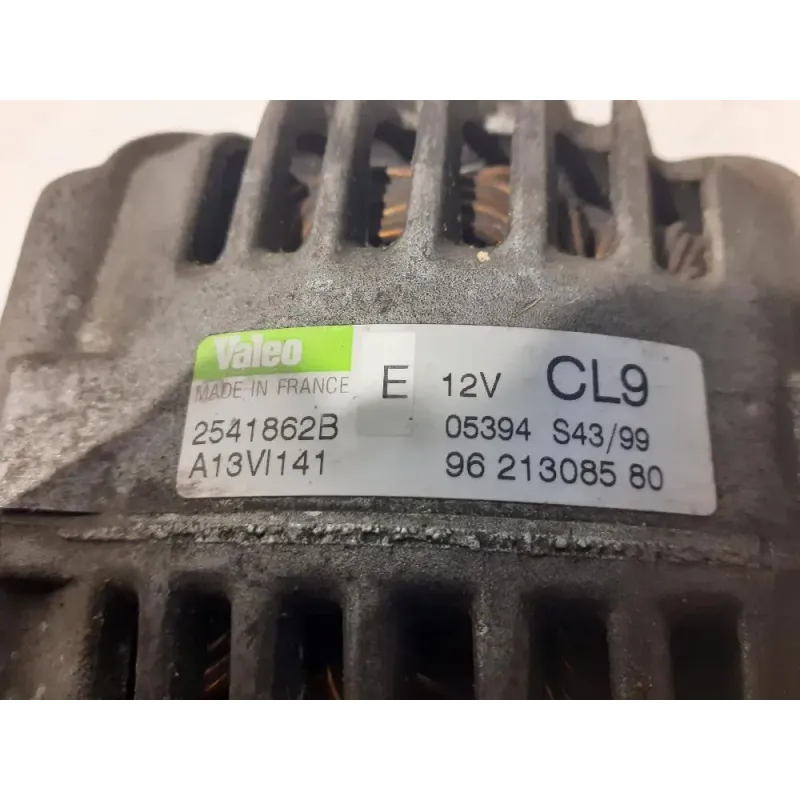 Valeo
MADE IN FRANCE E 12V CL9
2541862B 05394 S43/99
A13VI141 96 213085 80